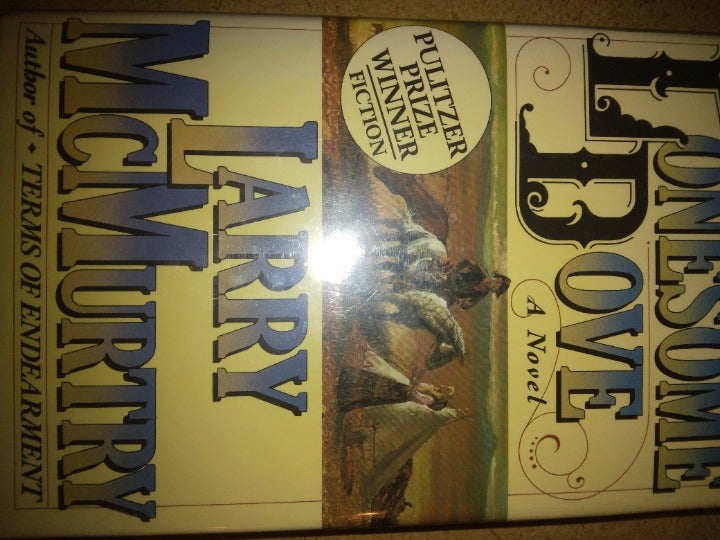 LONESOME
DOVE
A Novel
PULITZER
PRIZE
WINNER
FICTION
LARRY
MCMURTRY
Author of • TERMS OF ENDEARMENT